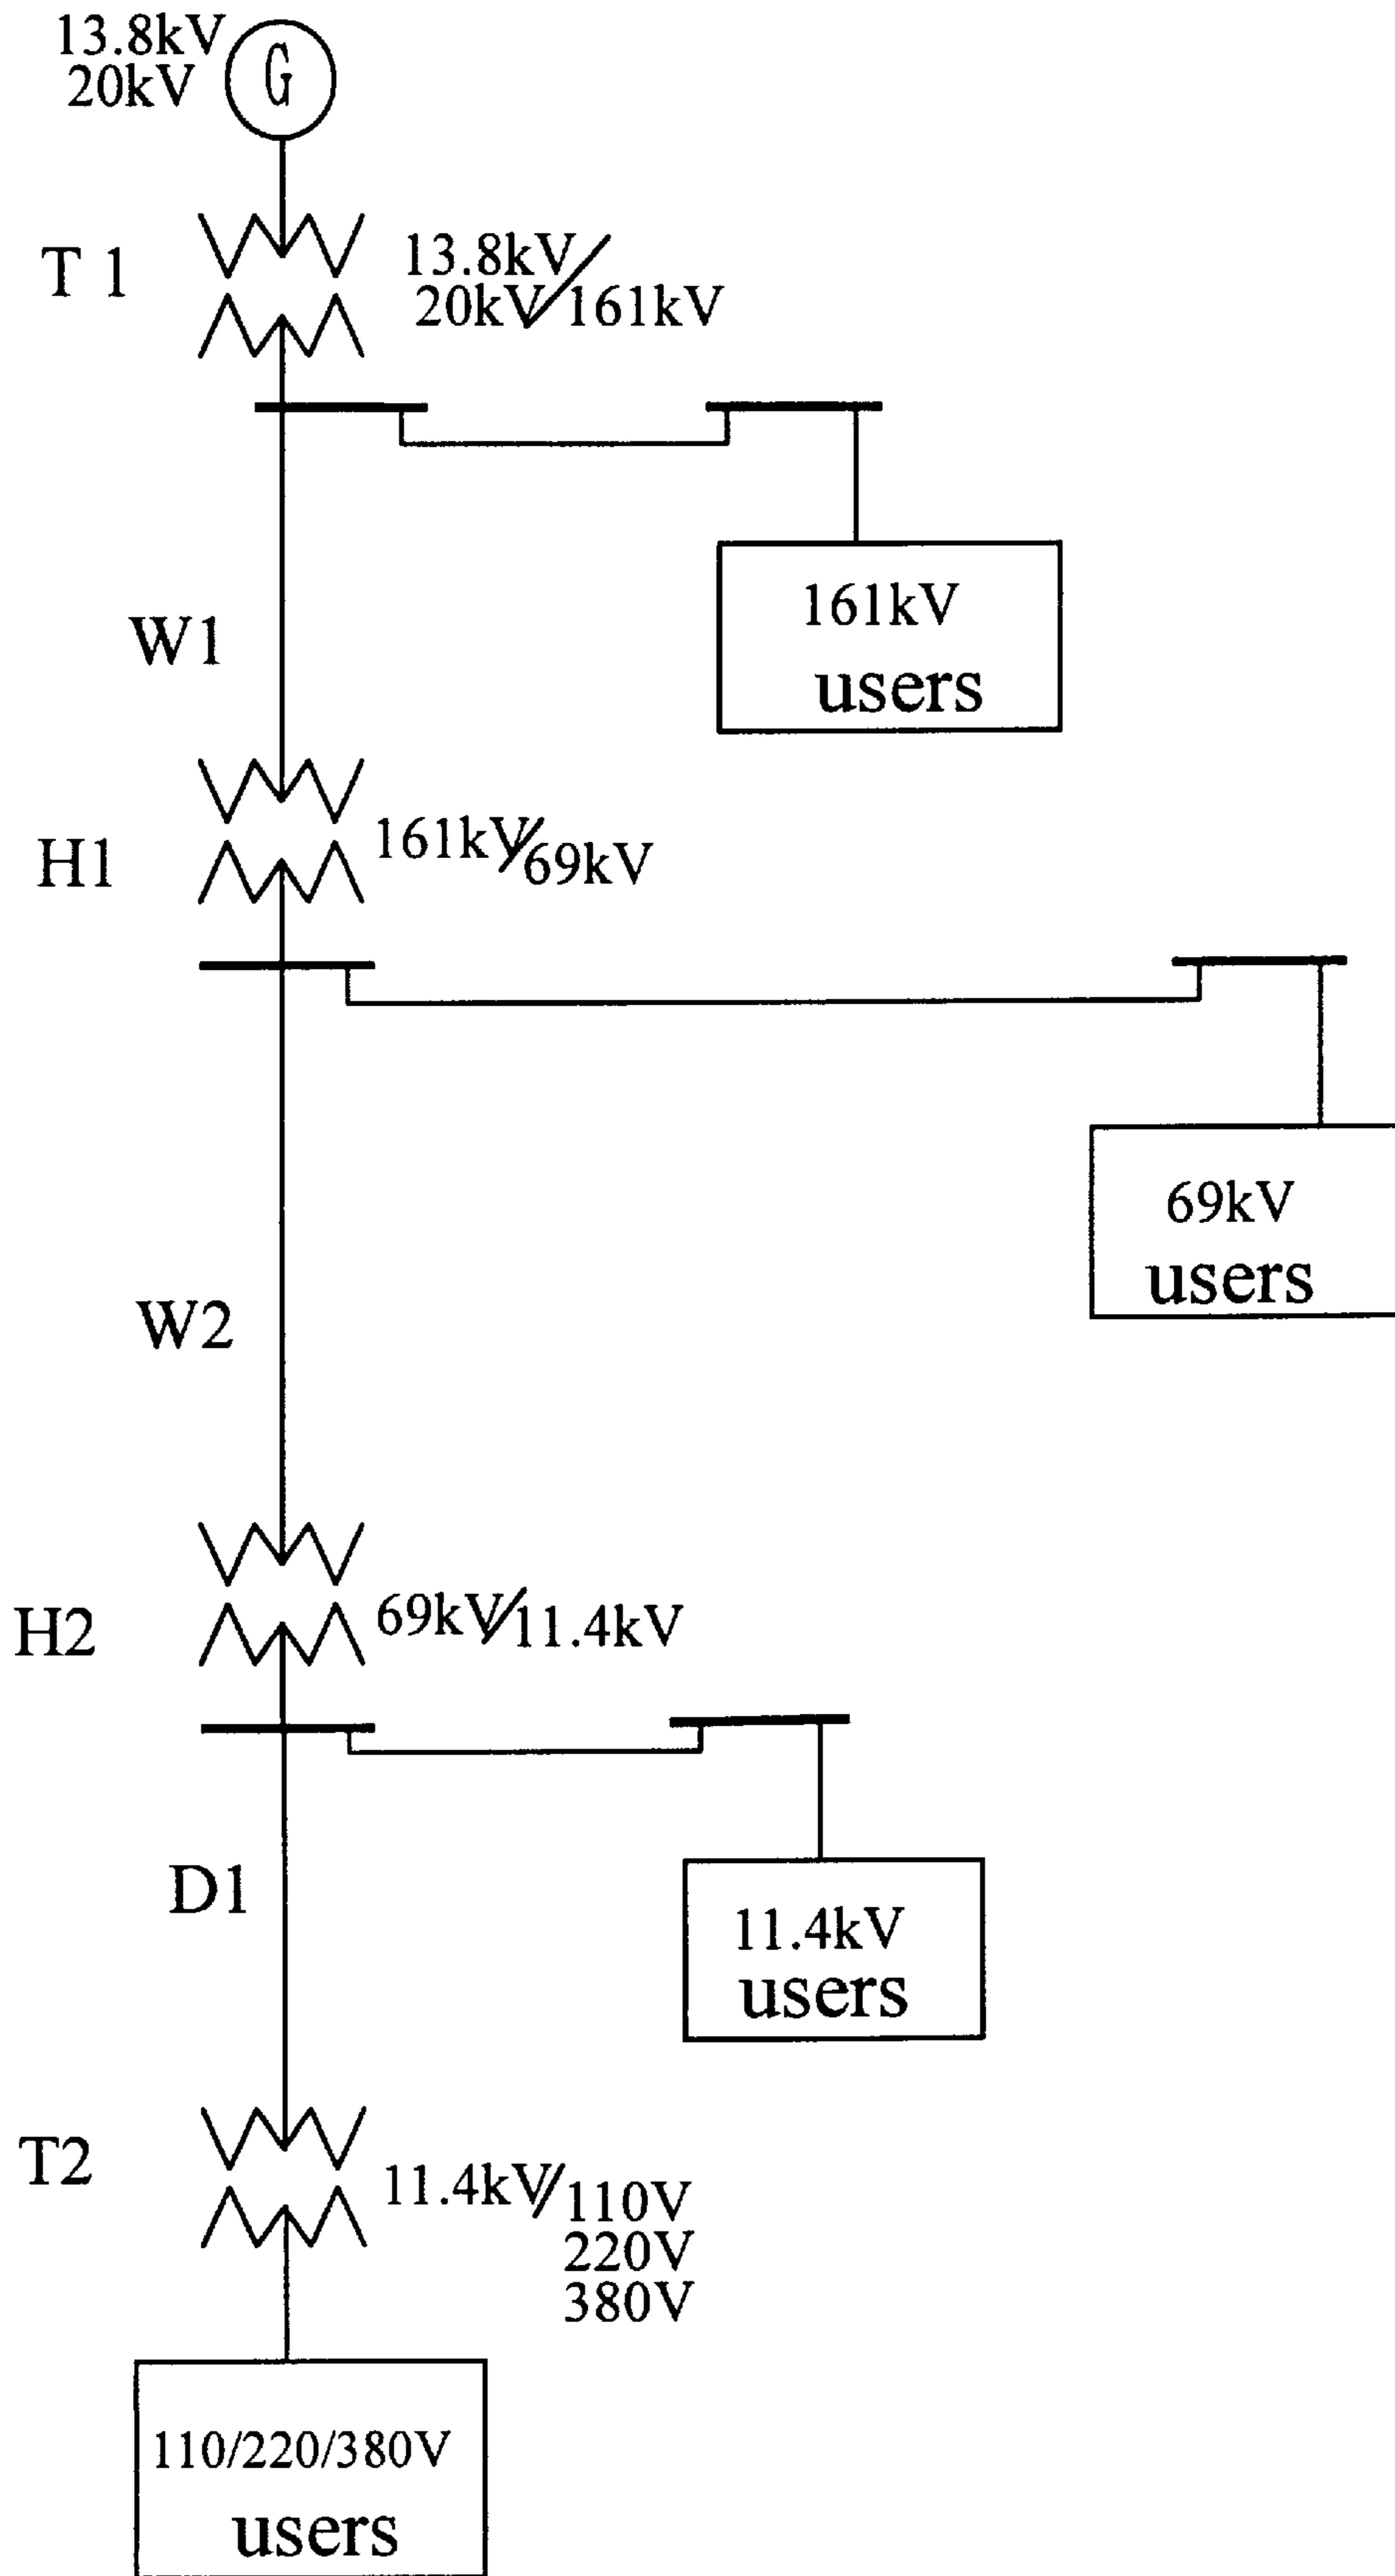 13.8kV
20kV
G
T 1
13.8kV
20kV/161kV
161kV
users
W1
H1
161kV/69kV
69kV
users
W2
H2
69kV/11.4kV
D1
11.4kV
users
T2
11.4kV/110V
220V
380V
110/220/380V
users